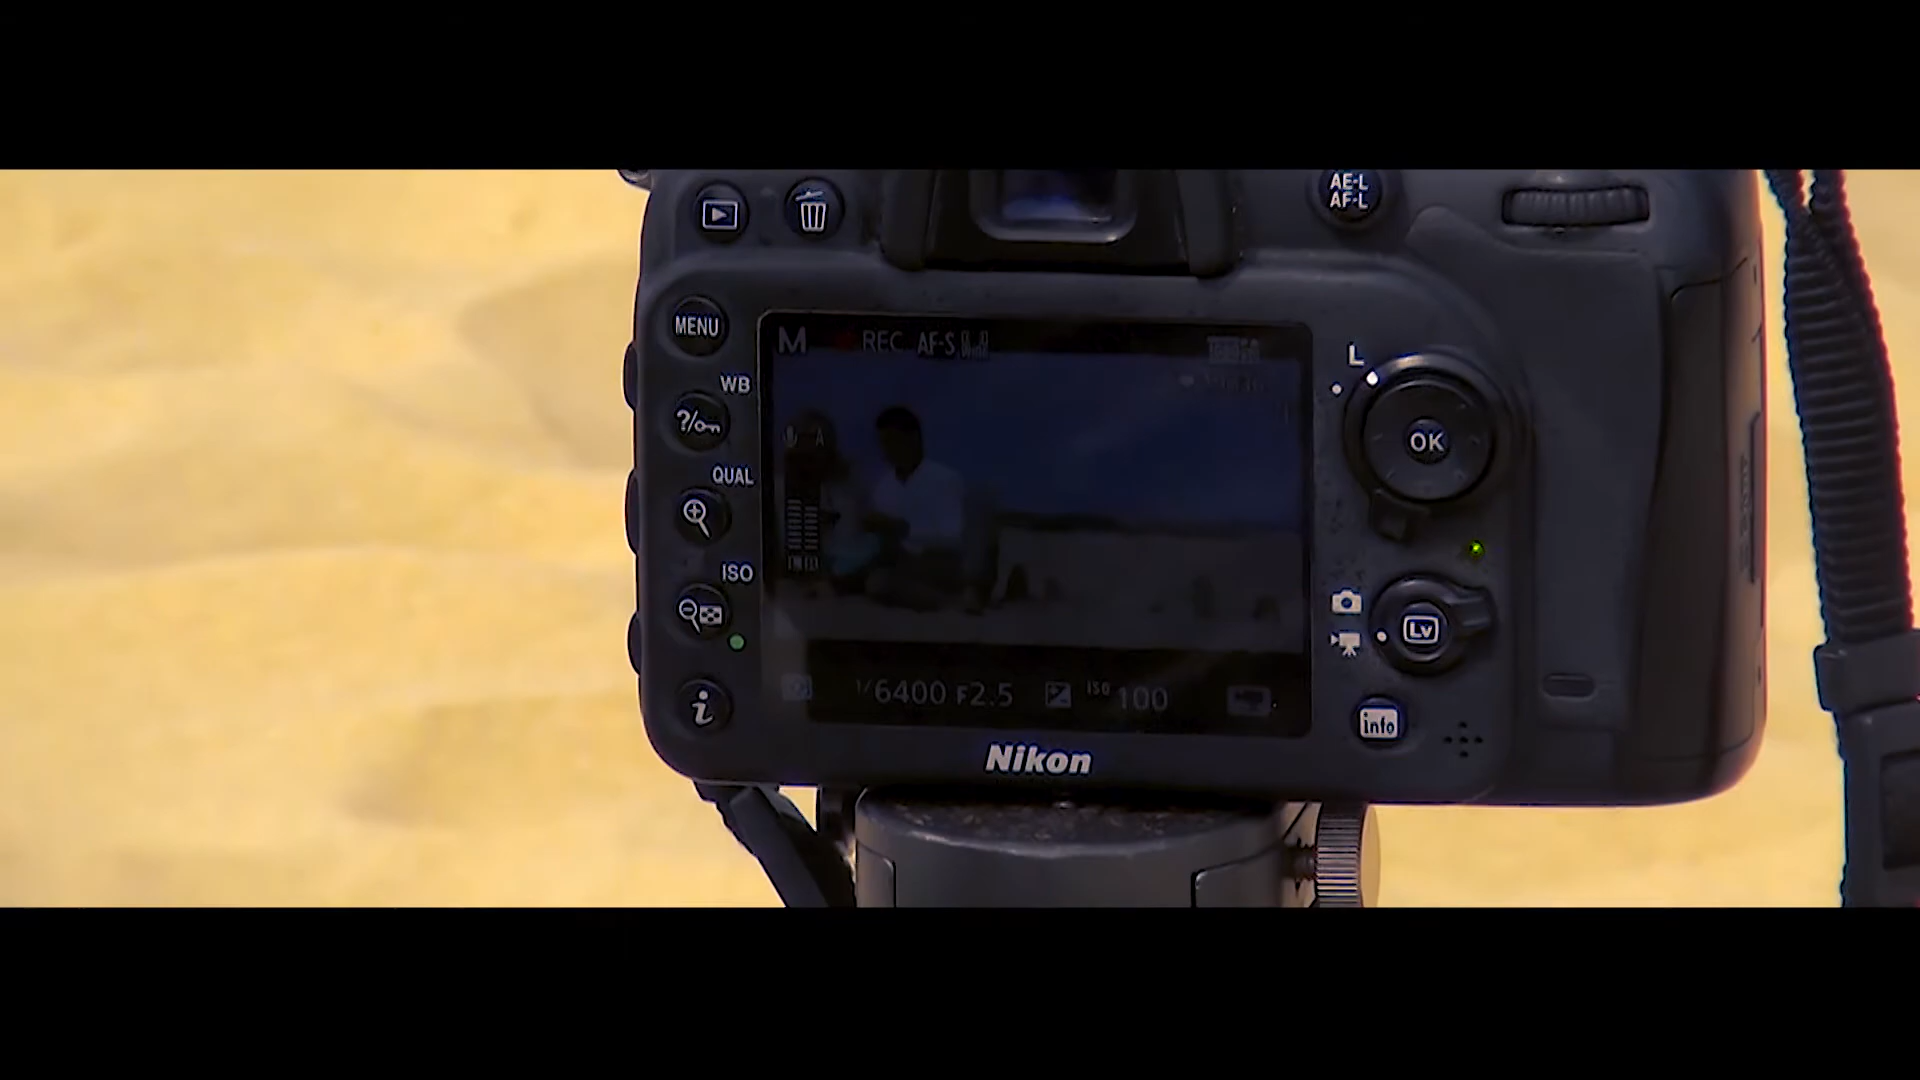 AE-L
AF-L
MENU
M REC AF-S
L
WB
?/
A
OK
QUAL
ISO
Lv
i
1/6400 F2.5 ISO 100
info
Nikon